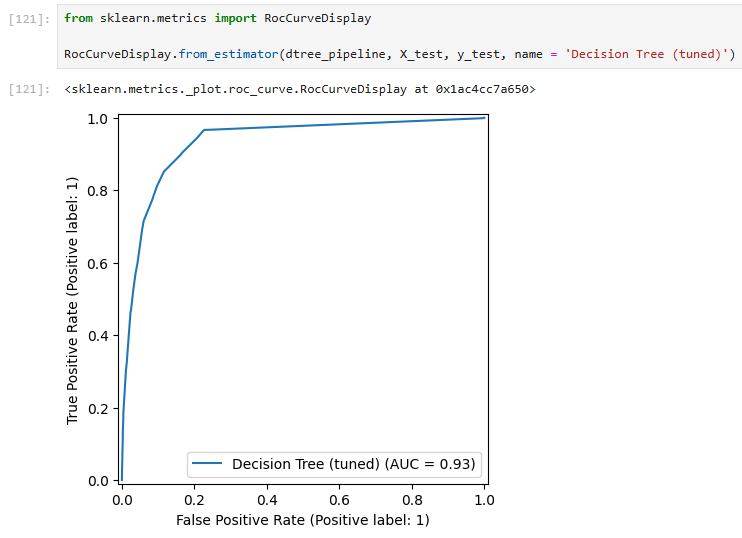 [121]: from sklearn.metrics import RocCurveDisplay
RocCurveDisplay.from_estimator(dtree_pipeline, X_test, y_test, name = 'Decision Tree (tuned)')
[121]: <sklearn.metrics._plot.roc_curve.RocCurveDisplay at 0x1ac4cc7a650>
1.0
0.8
0.6
0.4
0.2
0.0
True Positive Rate (Positive label: 1)
Decision Tree (tuned) (AUC = 0.93)
0.0 0.2 0.4 0.6 0.8 1.0
False Positive Rate (Positive label: 1)